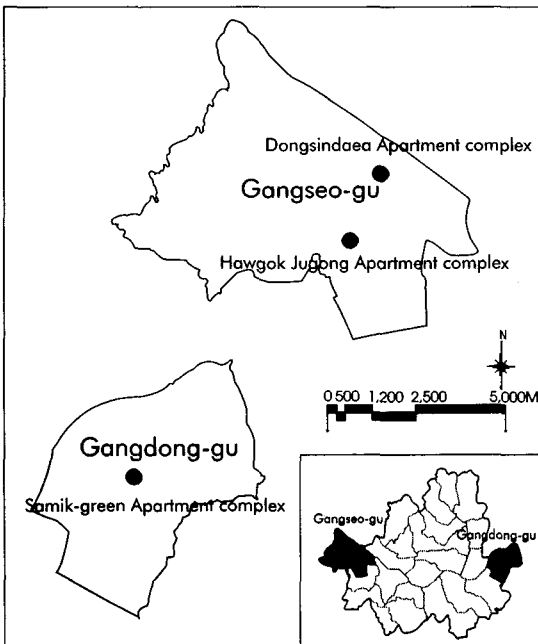 Dongsindaea Apartment complex
Gangseo-gu
Hawgok Jugong Apartment complex
N
0 500 1,200 2,500 5,000M
Gangdong-gu
Samik-green Apartment complex
Gangseo-gu
Gangdong-gu